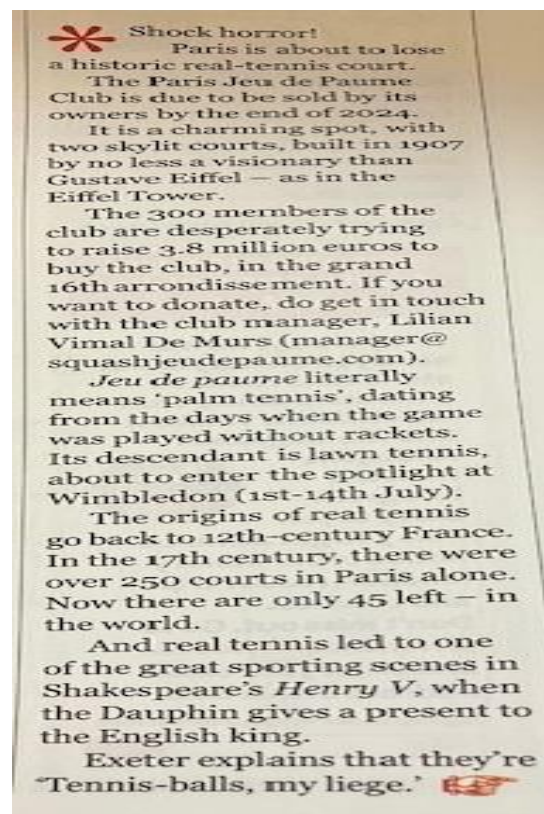 Shock horror!
Paris is about to lose
a historic real-tennis court.
The Paris Jeu de Paume
Club is due to be sold by its
owners by the end of 2024.
It is a charming spot, with
two skylit courts, built in 1907
by no less a visionary than
Gustave Eiffel – as in the
Eiffel Tower.
The 300 members of the
club are desperately trying
to raise 3.8 million euros to
buy the club, in the grand
16th arrondissement. If you
want to donate, do get in touch
with the club manager, Lilian
Vimal De Murs (manager@
squashjeudepaume.com).
Jeu de paume literally
means ‘palm tennis’, dating
from the days when the game
was played without rackets.
Its descendant is lawn tennis,
about to enter the spotlight at
Wimbledon (1st-14th July).
The origins of real tennis
go back to 12th-century France.
In the 17th century, there were
over 250 courts in Paris alone.
Now there are only 45 left – in
the world.
And real tennis led to one
of the great sporting scenes in
Shakespeare’s Henry V, when
the Dauphin gives a present to
the English king.
Exeter explains that they’re
‘Tennis-balls, my liege.’